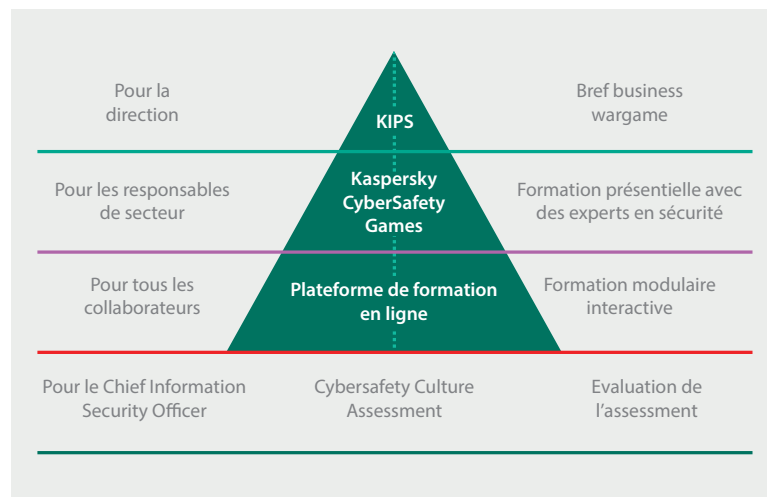 Pour la
direction
KIPS
Bref business
wargame
Pour les responsables
de secteur
Kaspersky
CyberSafety
Games
Formation présentielle avec
des experts en sécurité
Pour tous les
collaborateurs
Plateforme de formation
en ligne
Formation modulaire
interactive
Pour le Chief Information
Security Officer
Cybersafety Culture
Assessment
Evaluation de
l'assessment